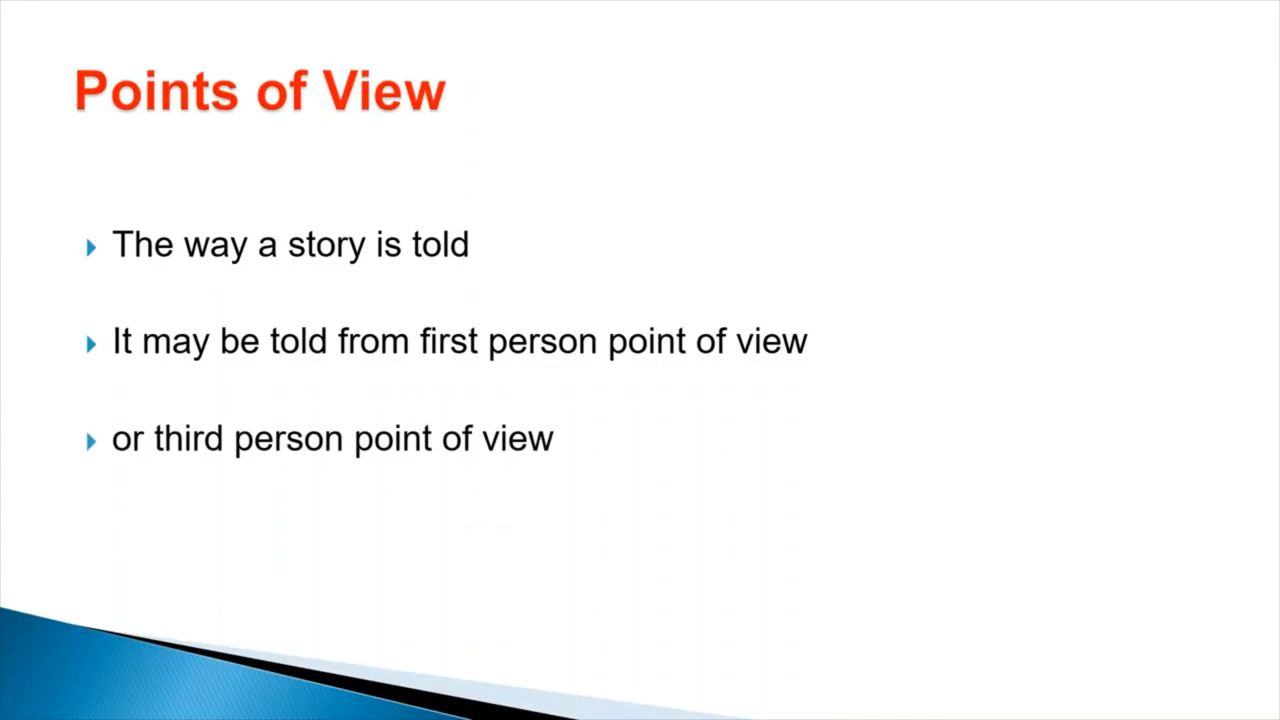 Points of View
The way a story is told
It may be told from first person point of view
or third person point of view